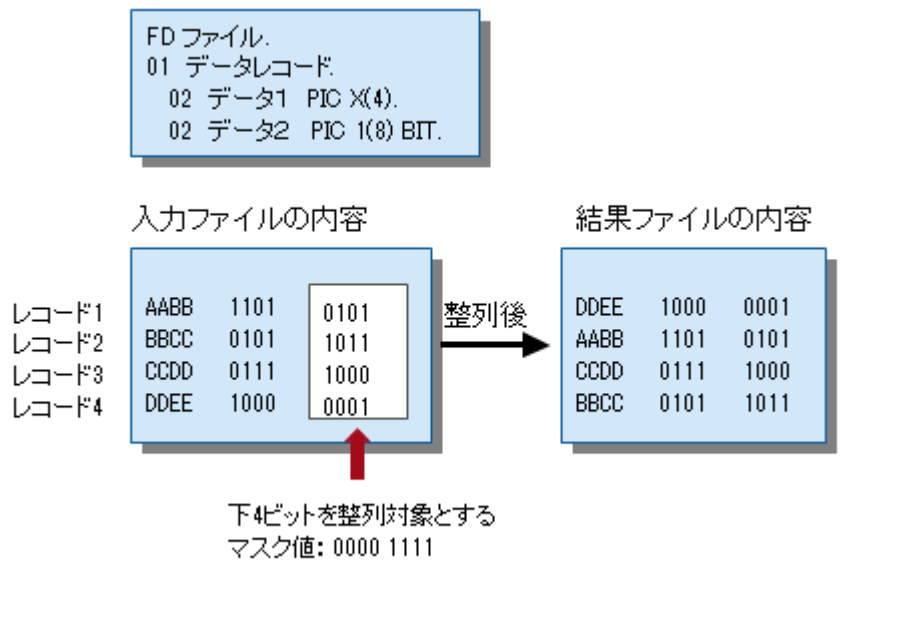 FD ファイル.
01 データレコード.
02 データ1 PIC X(4).
02 データ2 PIC 1(8) BIT.
入力ファイルの内容 結果ファイルの内容
レコード1 AABB 1101 0101 整列後 DDEE 1000 0001
レコード2 BBCC 0101 1011 AABB 1101 0101
レコード3 CCDD 0111 1000 CCDD 0111 1000
レコード4 DDEE 1000 0001 BBCC 0101 1011
下4ビットを整列対象とする
マスク値: 0000 1111